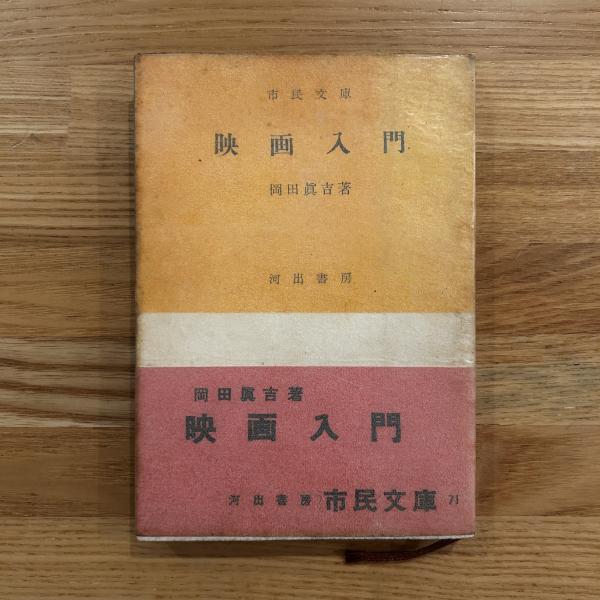 市民文庫
映画入門
岡田眞吉著
河出書房
岡田眞吉著
映画入門
河出書房 市民文庫 71